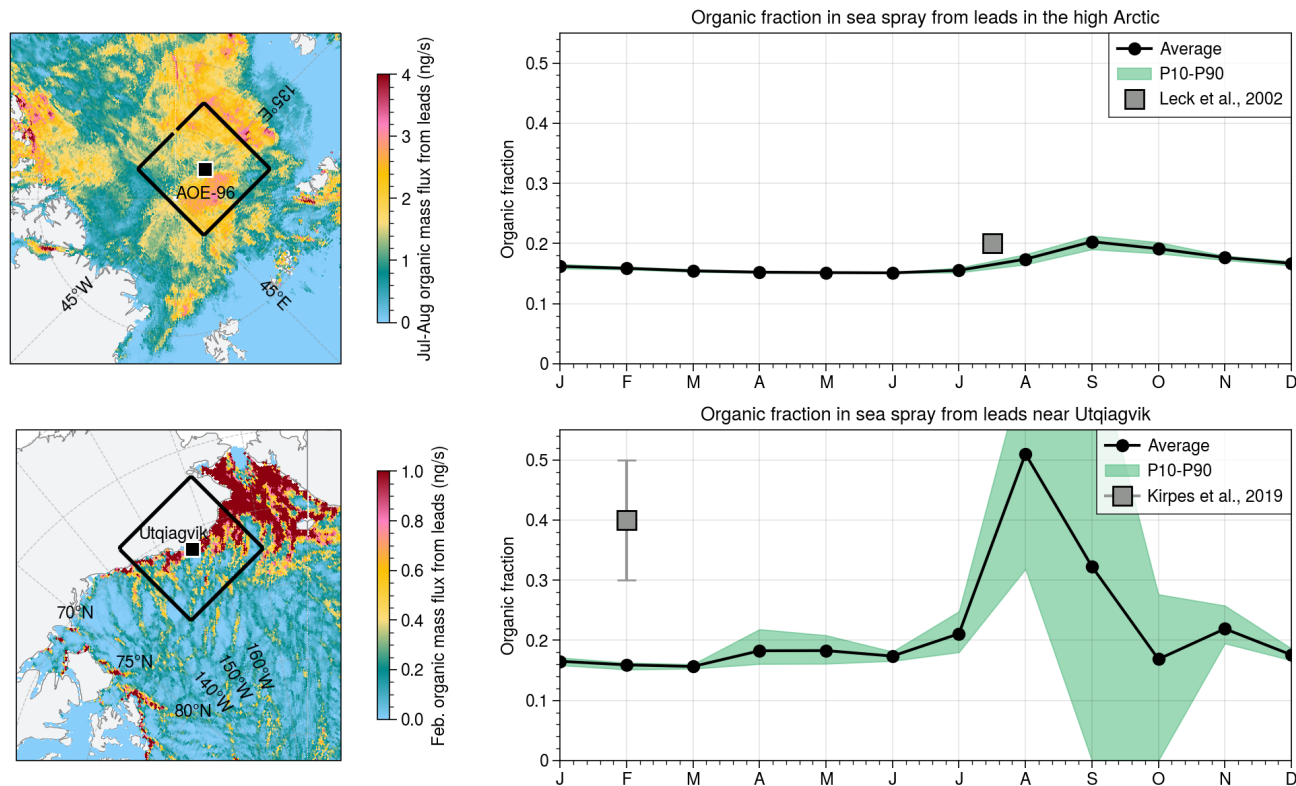 135°E
AOE-96
45°W
45°E
4
3
2
1
0
Jul-Aug organic mass flux from leads (ng/s)
Organic fraction in sea spray from leads in the high Arctic
Average
P10-P90
Leck et al., 2002
0.5
0.4
0.3
0.2
0.1
0
Organic fraction
J F M A M J J A S O N D
Utqiagvik
70°N
75°N
80°N
140°W
150°W
160°W
1.0
0.8
0.6
0.4
0.2
0.0
Feb. organic mass flux from leads (ng/s)
Organic fraction in sea spray from leads near Utqiagvik
Average
P10-P90
Kirpes et al., 2019
0.5
0.4
0.3
0.2
0.1
0
Organic fraction
J F M A M J J A S O N D